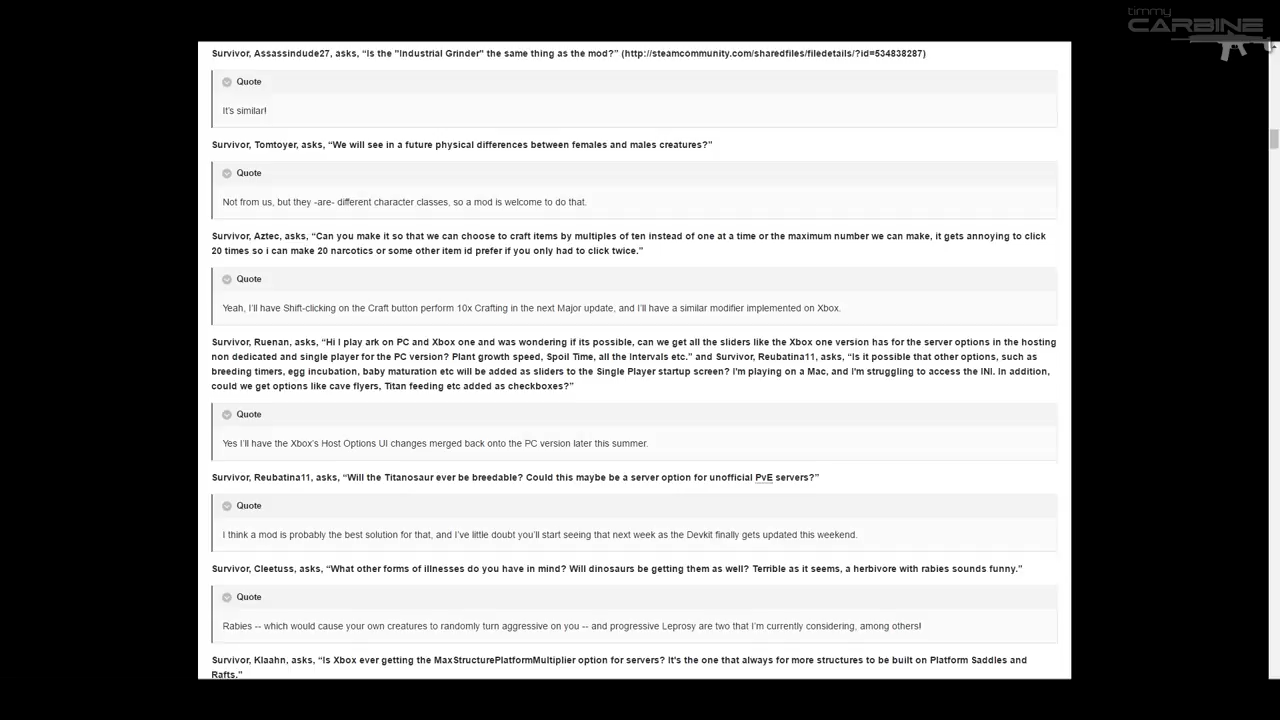 timmy
CARBINE
Survivor, Assassindude27, asks, “Is the "Industrial Grinder" the same thing as the mod?” (http://steamcommunity.com/sharedfiles/filedetails/?id=534838287)
Quote
It’s similar!
Survivor, Tomtoyer, asks, “We will see in a future physical differences between females and males creatures?”
Quote
Not from us, but they -are- different character classes, so a mod is welcome to do that.
Survivor, Aztec, asks, “Can you make it so that we can choose to craft items by multiples of ten instead of one at a time or the maximum number we can make, it gets annoying to click
20 times so i can make 20 narcotics or some other item id prefer if you only had to click twice.”
Quote
Yeah, I’ll have Shift-clicking on the Craft button perform 10x Crafting in the next Major update, and I’ll have a similar modifier implemented on Xbox.
Survivor, Ruenan, asks, “Hi I play ark on PC and Xbox one and was wondering if its possible, can we get all the sliders like the Xbox one version has for the server options in the hosting
non dedicated and single player for the PC version? Plant growth speed, Spoil Time, all the Intervals etc.” and Survivor, Reubatina11, asks, “Is it possible that other options, such as
breeding timers, egg incubation, baby maturation etc will be added as sliders to the Single Player startup screen? I'm playing on a Mac, and i'm struggling to access the INI. In addition,
could we get options like cave flyers, Titan feeding etc added as checkboxes?”
Quote
Yes I’ll have the Xbox’s Host Options UI changes merged back onto the PC version later this summer.
Survivor, Reubatina11, asks, “Will the Titanosaur ever be breedable? Could this maybe be a server option for unofficial PvE servers?”
Quote
I think a mod is probably the best solution for that, and I’ve little doubt you’ll start seeing that next week as the Devkit finally gets updated this weekend.
Survivor, Cleetuss, asks, “What other forms of illnesses do you have in mind? Will dinosaurs be getting them as well? Terrible as it seems, a herbivore with rabies sounds funny.”
Quote
Rabies -- which would cause your own creatures to randomly turn aggressive on you -- and progressive Leprosy are two that I’m currently considering, among others!
Survivor, Klaahn, asks, “Is Xbox ever getting the MaxStructurePlatformMultiplier option for servers? It's the one that always for more structures to be built on Platform Saddles and
Rafts.”